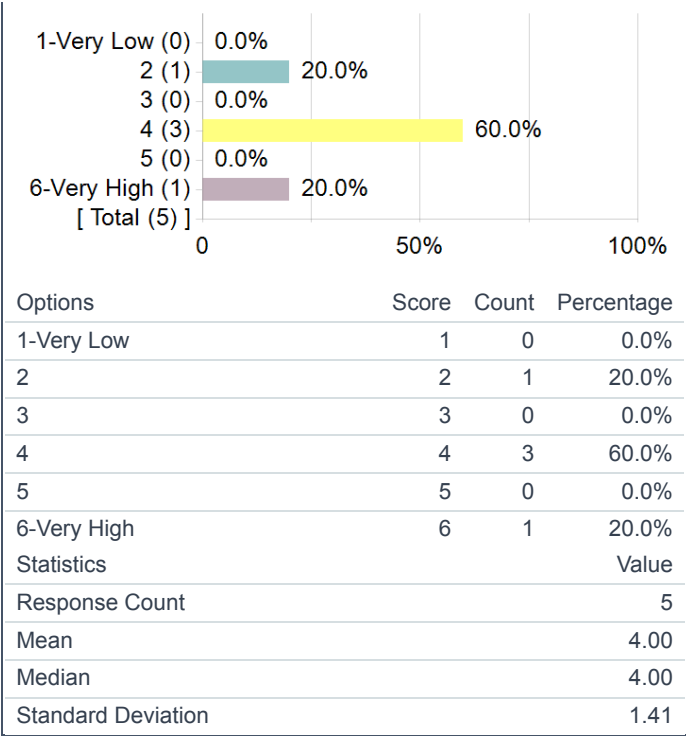 1-Very Low (0) 0.0%
2 (1) 20.0%
3 (0) 0.0%
4 (3) 60.0%
5 (0) 0.0%
6-Very High (1) 20.0%
[ Total (5) ]
0 50% 100%
Options Score Count Percentage
1-Very Low 1 0 0.0%
2 2 1 20.0%
3 3 0 0.0%
4 4 3 60.0%
5 5 0 0.0%
6-Very High 6 1 20.0%
Statistics Value
Response Count 5
Mean 4.00
Median 4.00
Standard Deviation 1.41